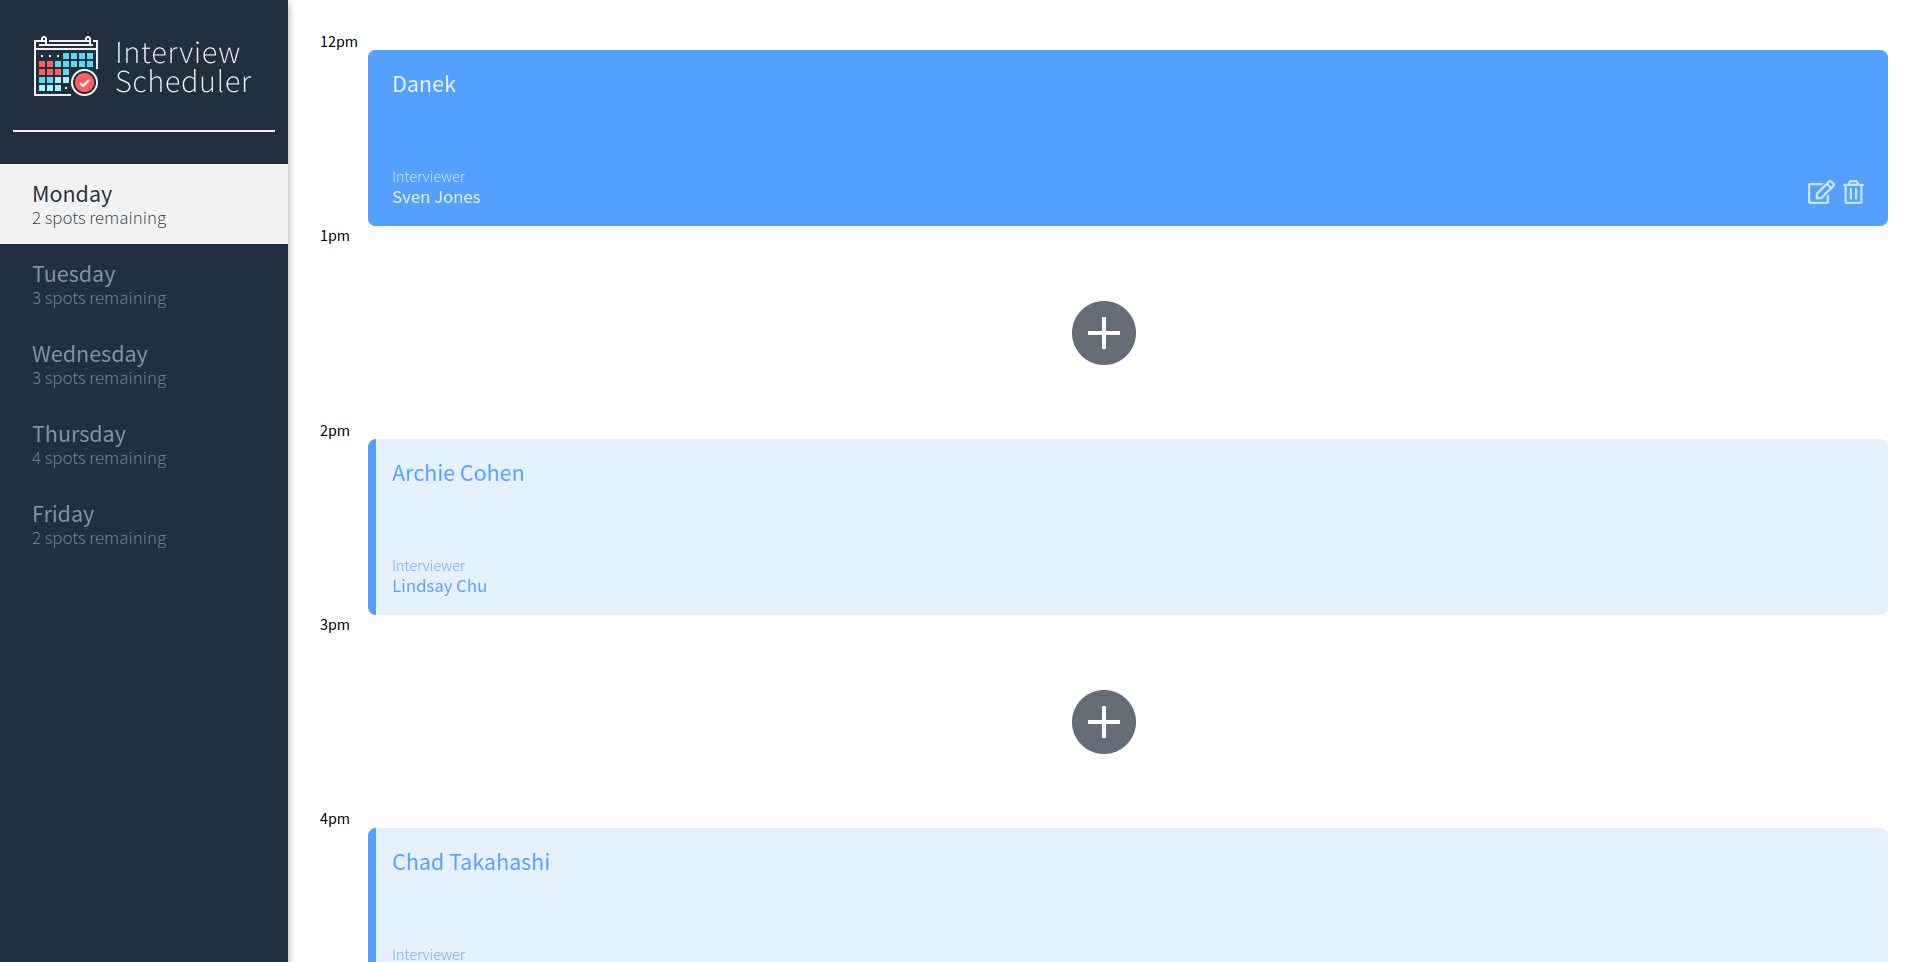 Interview
Scheduler
Monday
2 spots remaining
Tuesday
3 spots remaining
Wednesday
3 spots remaining
Thursday
4 spots remaining
Friday
2 spots remaining
12pm
Danek
Interviewer
Sven Jones
1pm
2pm
Archie Cohen
Interviewer
Lindsay Chu
3pm
4pm
Chad Takahashi
Interviewer